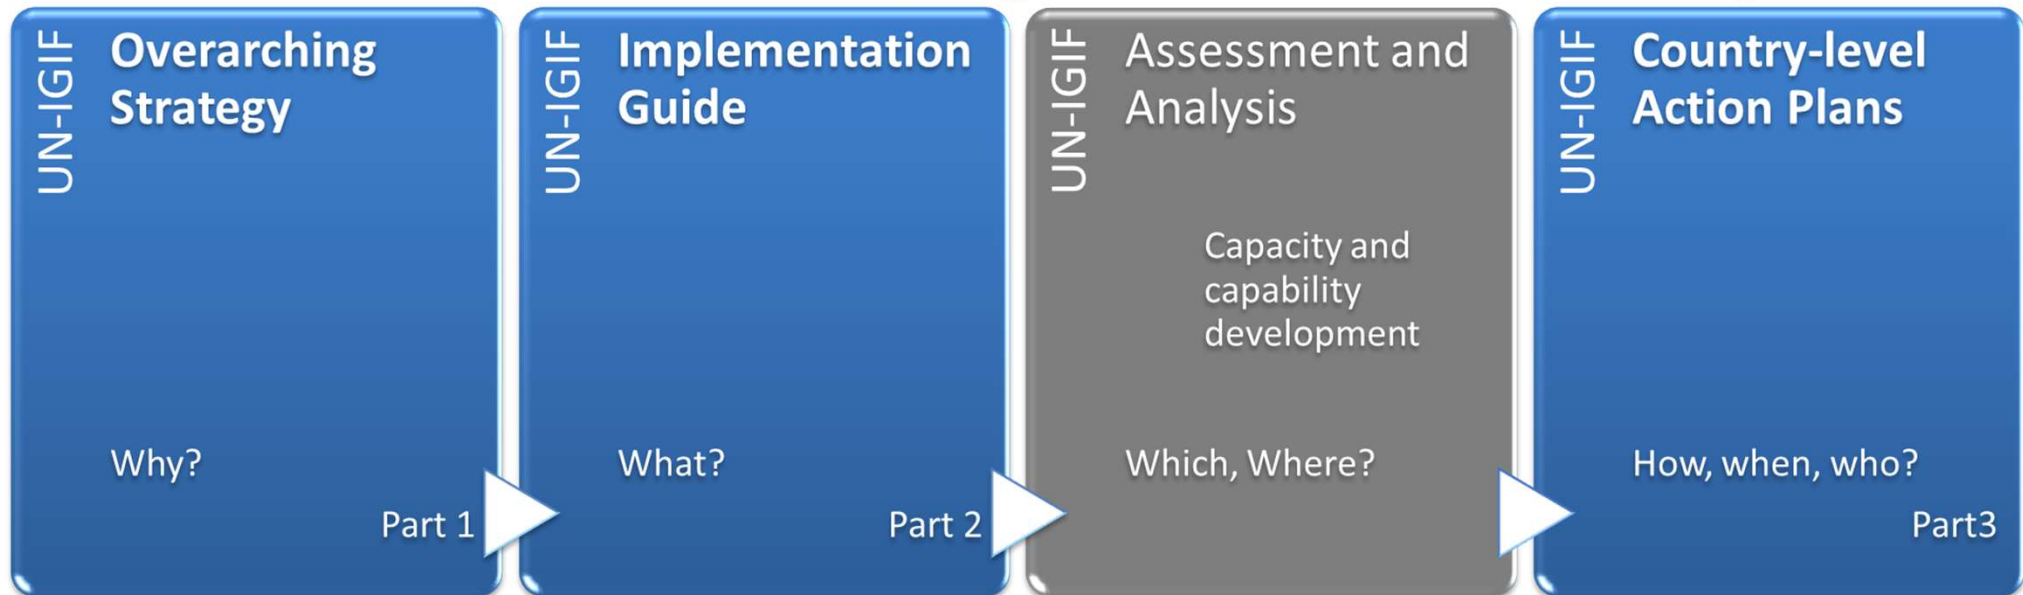 UN-IGIF
Overarching
Strategy
Why?
Part 1
UN-IGIF
Implementation
Guide
What?
Part 2
UN-IGIF
Assessment and
Analysis
Capacity and
capability
development
Which, Where?
UN-IGIF
Country-level
Action Plans
How, when, who?
Part3